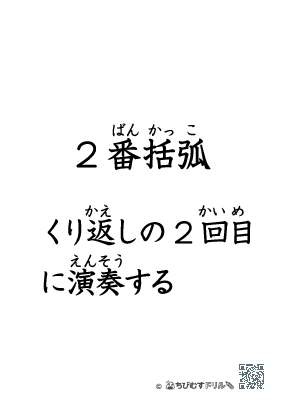 ばん かっ こ
２番括弧
かえ かい め
くり返しの２回目
えんそう
に演奏する
© ちびむすドリル